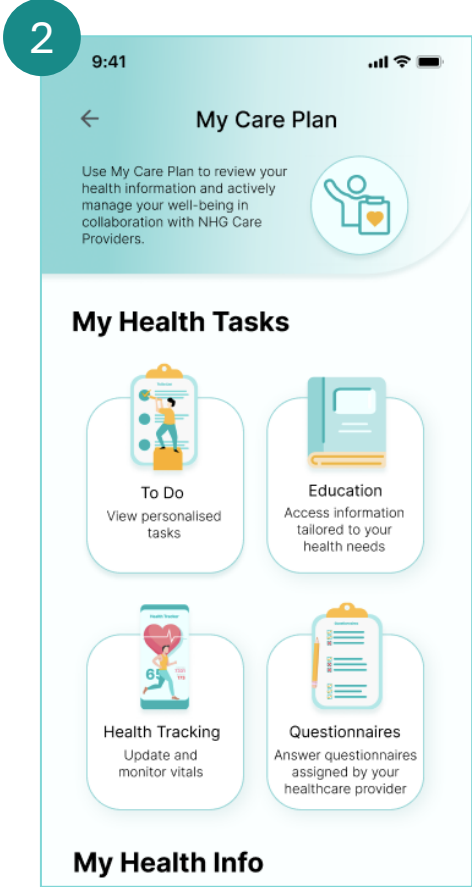 2
9:41
My Care Plan
Use My Care Plan to review your
health information and actively
manage your well-being in
collaboration with NHG Care
Providers.
My Health Tasks
To Do
View personalised
tasks
Education
Access information
tailored to your
health needs
Health Tracker
65
Health Tracking
Update and
monitor vitals
Questionnaires
Answer questionnaires
assigned by your
healthcare provider
My Health Info